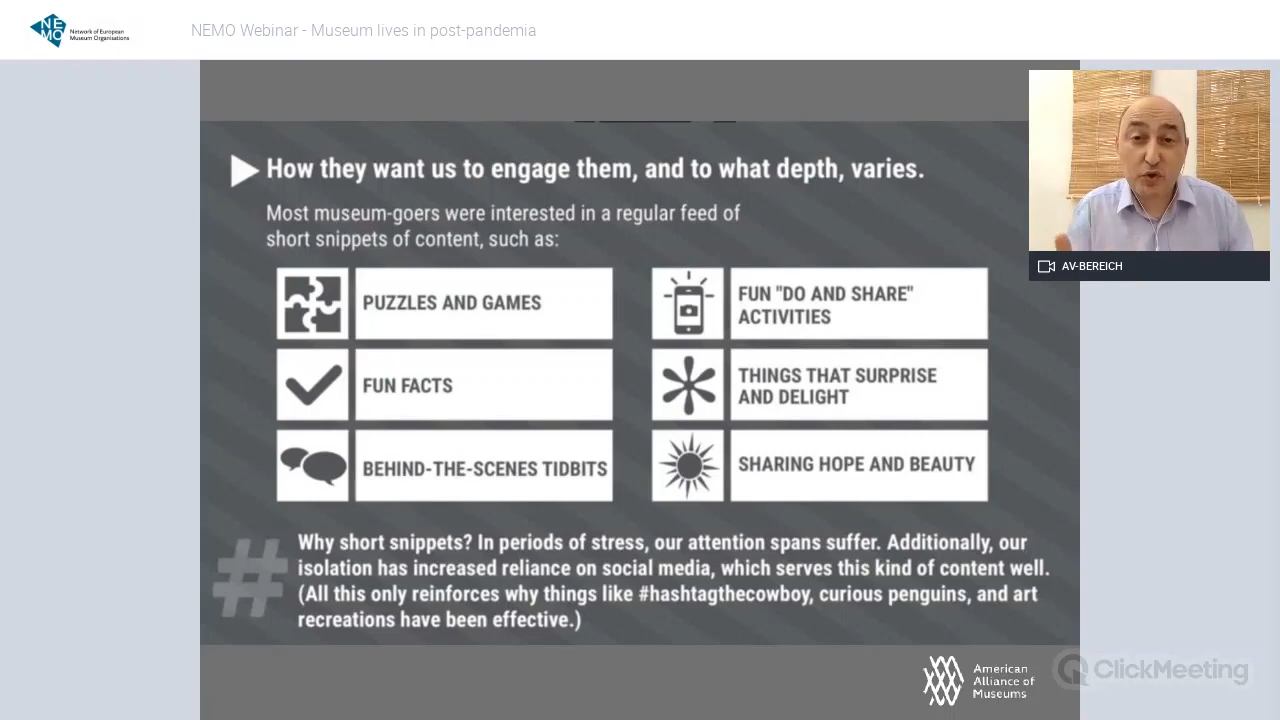 NEMO
Network of European
Museum Organisations
NEMO Webinar - Museum lives in post-pandemia
AV-BEREICH
How they want us to engage them, and to what depth, varies.
Most museum-goers were interested in a regular feed of
short snippets of content, such as:
PUZZLES AND GAMES
FUN "DO AND SHARE"
ACTIVITIES
FUN FACTS
THINGS THAT SURPRISE
AND DELIGHT
BEHIND-THE-SCENES TIDBITS
SHARING HOPE AND BEAUTY
#
Why short snippets? In periods of stress, our attention spans suffer. Additionally, our
isolation has increased reliance on social media, which serves this kind of content well.
(All this only reinforces why things like #hashtagthecowboy, curious penguins, and art
recreations have been effective.)
American
Alliance of
Museums
ClickMeeting